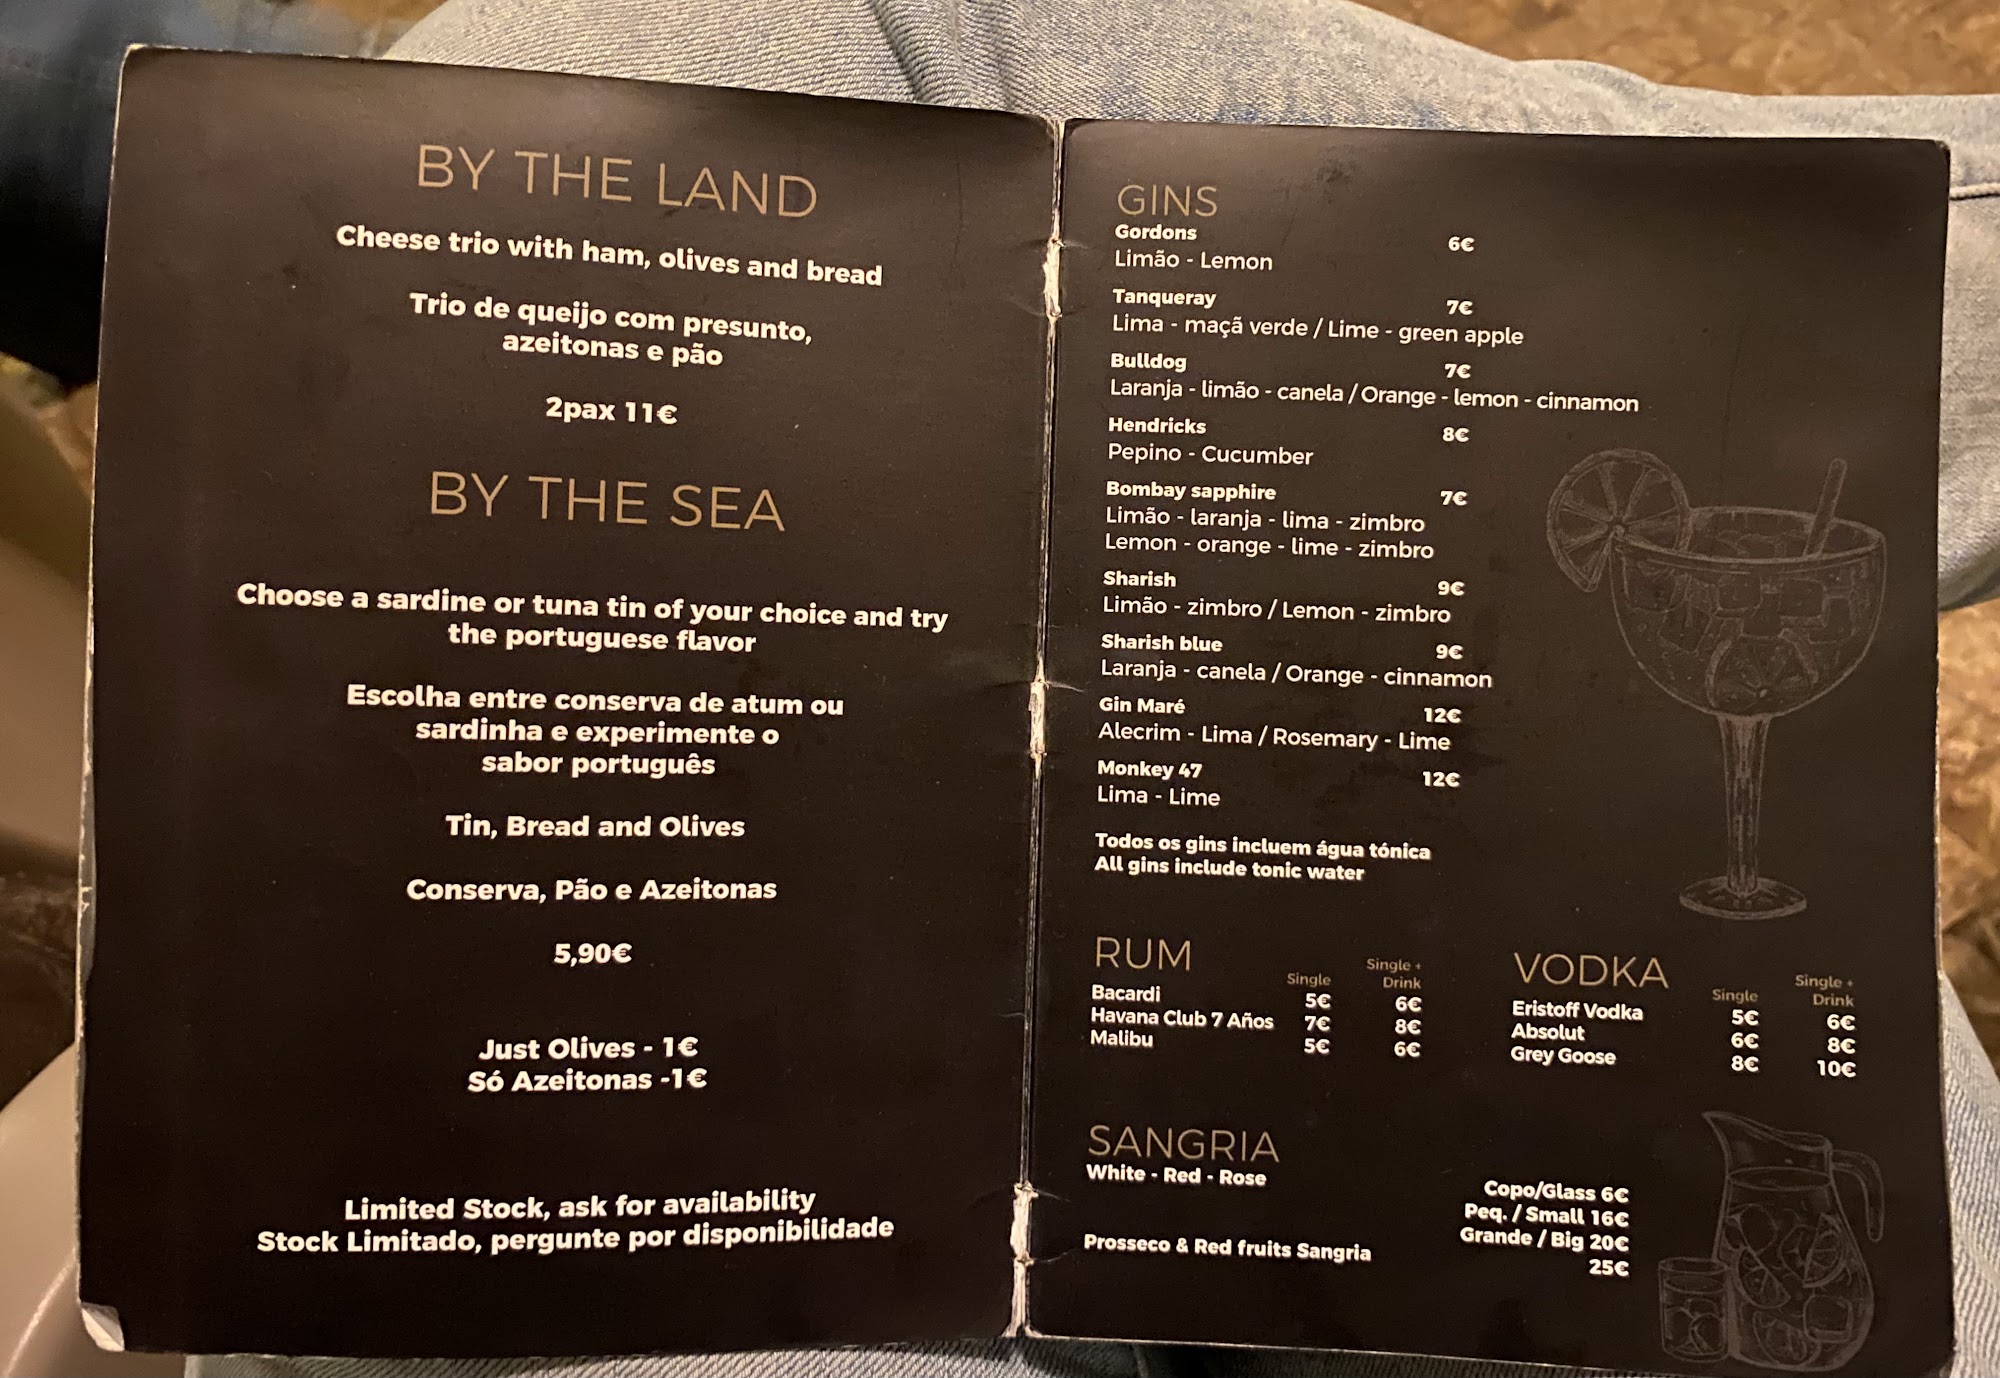 BY THE LAND
Cheese trio with ham, olives and bread
Trio de queijo com presunto,
azeitonas e pão
2pax 11€
BY THE SEA
Choose a sardine or tuna tin of your choice and try
the portuguese flavor
Escolha entre conserva de atum ou
sardinha e experimente o
sabor português
Tin, Bread and Olives
Conserva, Pão e Azeitonas
5,90€
Just Olives - 1€
Só Azeitonas -1€
Limited Stock, ask for availability
Stock Limitado, pergunte por disponibilidade
GINS
Gordons 6€
Limão - Lemon
Tanqueray 7€
Lima - maçã verde / Lime - green apple
Bulldog 7€
Laranja - limão - canela / Orange - lemon - cinnamon
Hendricks 8€
Pepino - Cucumber
Bombay sapphire 7€
Limão - laranja - lima - zimbro
Lemon - orange - lime - zimbro
Sharish 9€
Limão - zimbro / Lemon - zimbro
Sharish blue 9€
Laranja - canela / Orange - cinnamon
Gin Maré 12€
Alecrim - Lima / Rosemary - Lime
Monkey 47 12€
Lima - Lime
Todos os gins incluem água tónica
All gins include tonic water
RUM
Single Single + Drink
Bacardi 5€ 6€
Havana Club 7 Años 7€ 8€
Malibu 5€ 6€
VODKA
Single Single + Drink
Eristoff Vodka 5€ 6€
Absolut 6€ 8€
Grey Goose 8€ 10€
SANGRIA
White - Red - Rose
Copo/Glass 6€
Peq. / Small 16€
Grande / Big 20€
Prosseco & Red fruits Sangria 25€